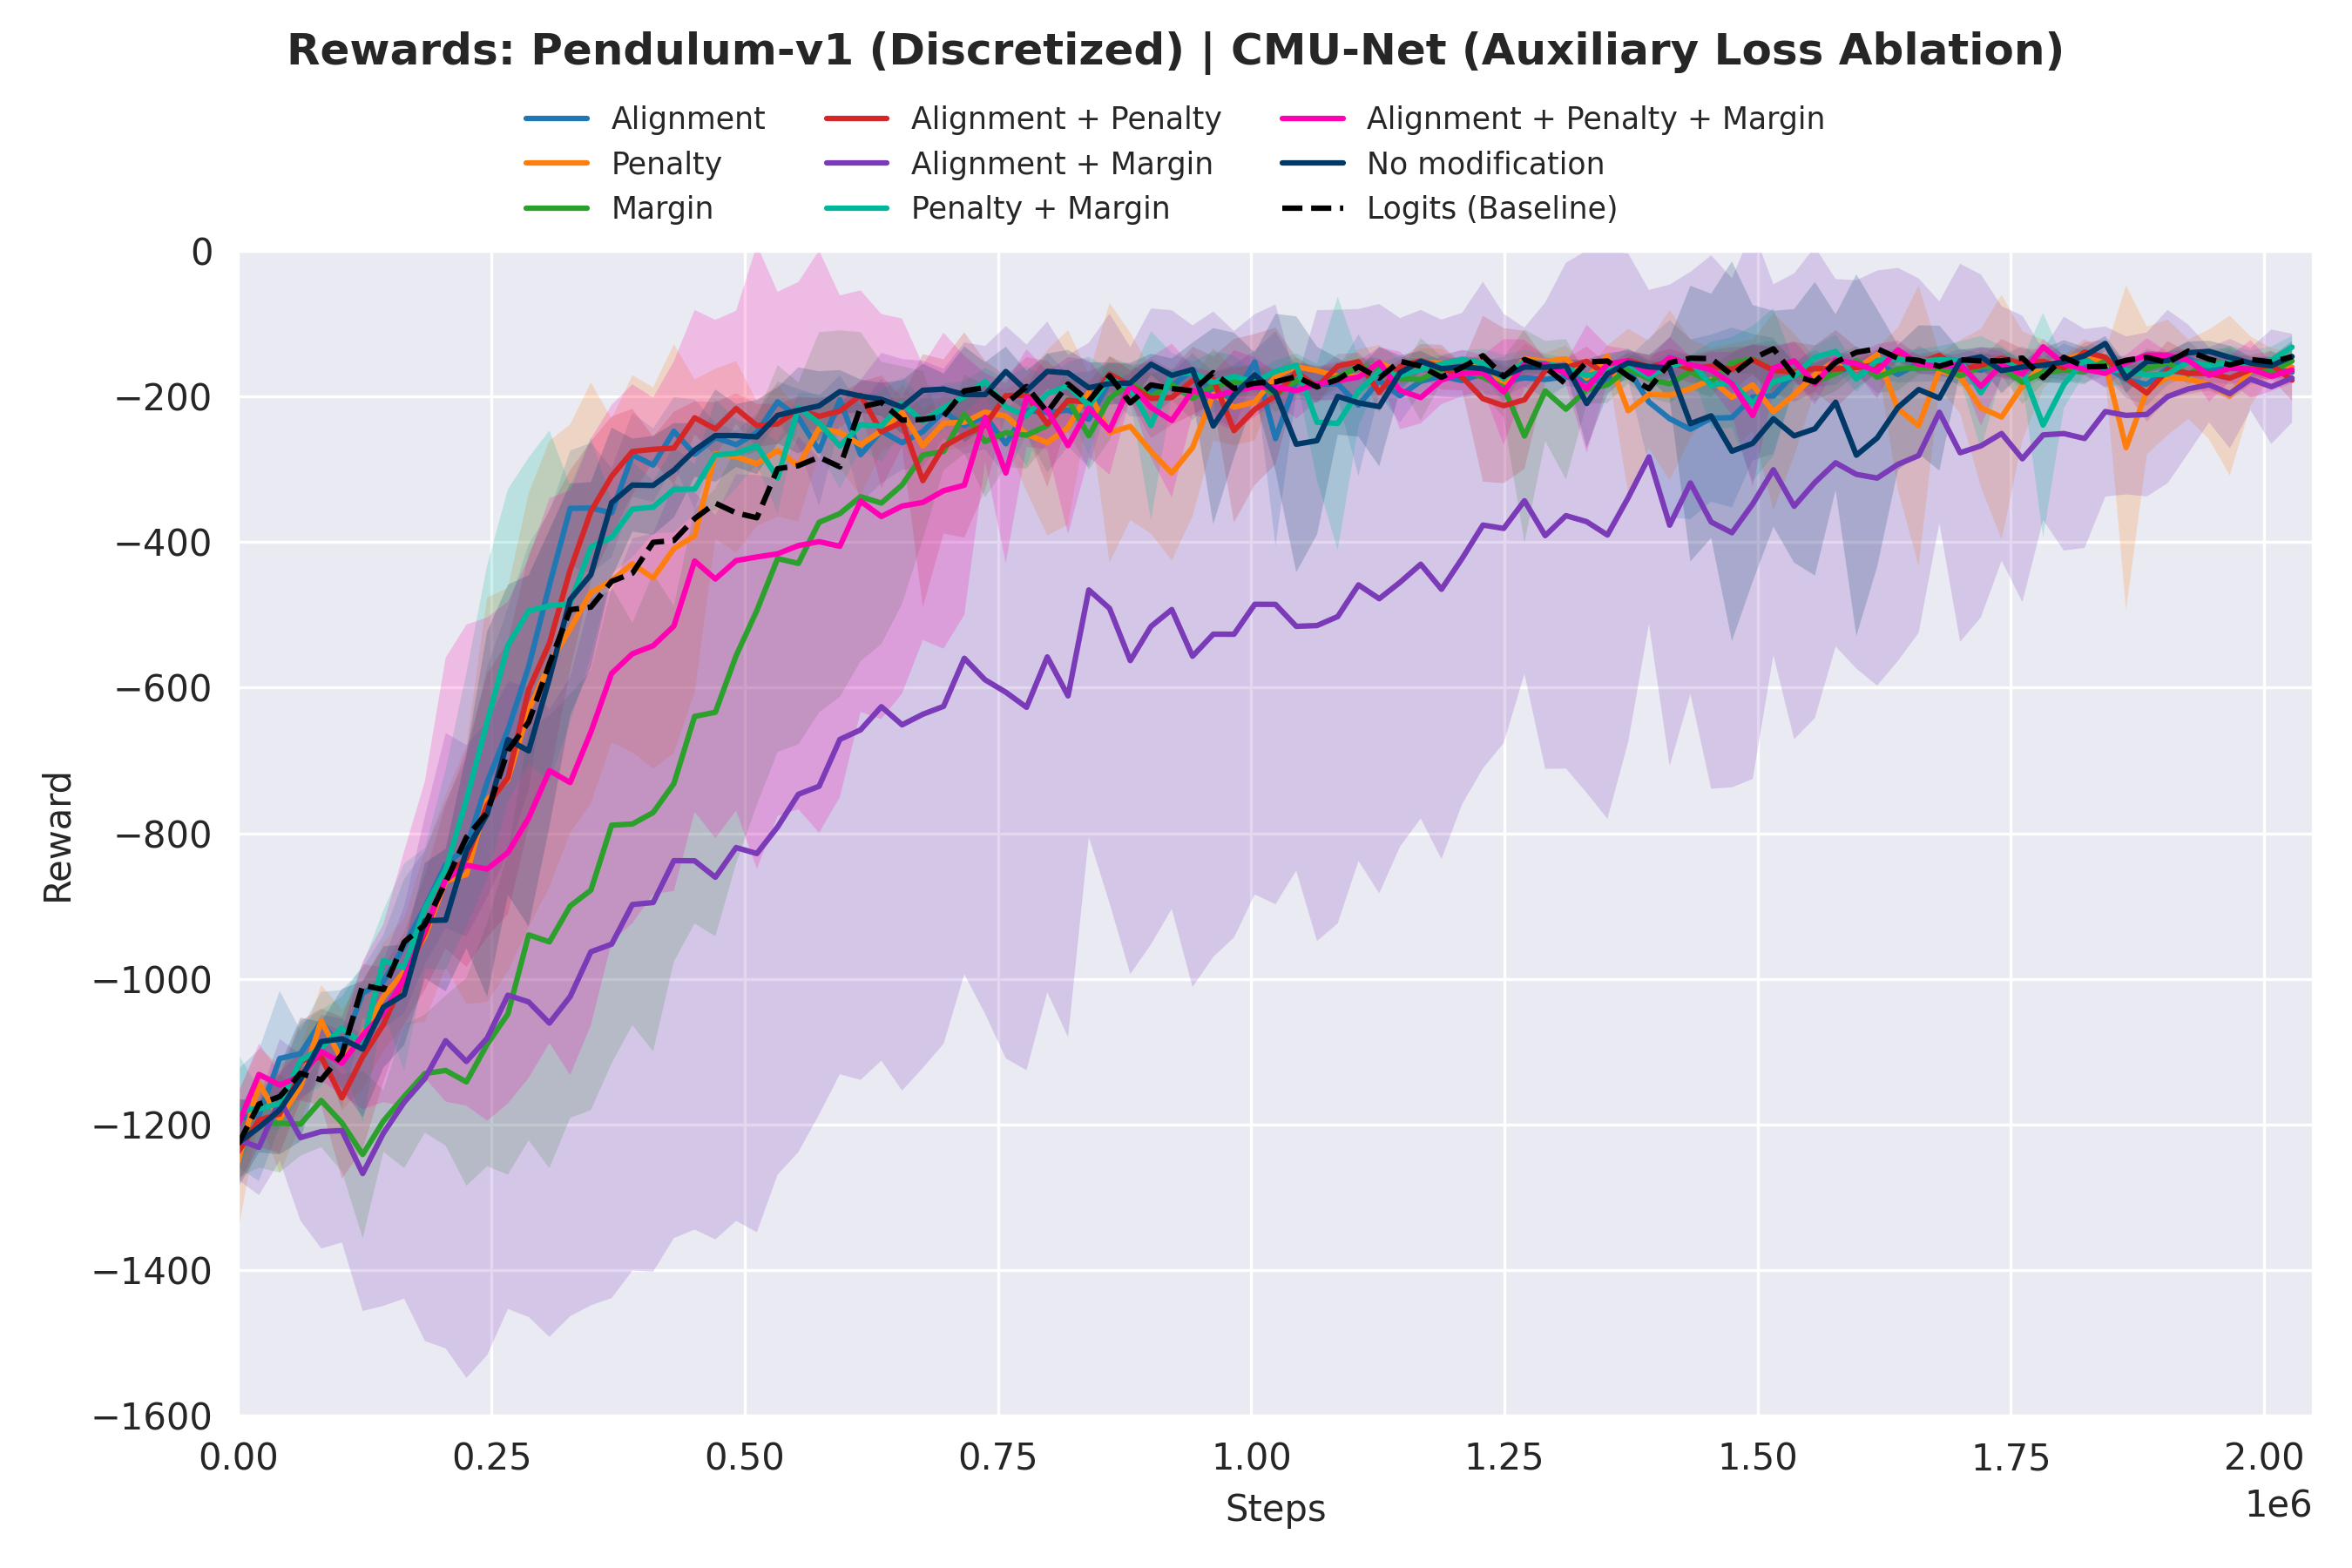 Rewards: Pendulum-v1 (Discretized) | CMU-Net (Auxiliary Loss Ablation)
Alignment
Penalty
Margin
Alignment + Penalty
Alignment + Margin
Penalty + Margin
Alignment + Penalty + Margin
No modification
Logits (Baseline)
0
−200
−400
−600
−800
−1000
−1200
−1400
−1600
Reward
0.00 0.25 0.50 0.75 1.00 1.25 1.50 1.75 2.00
1e6
Steps